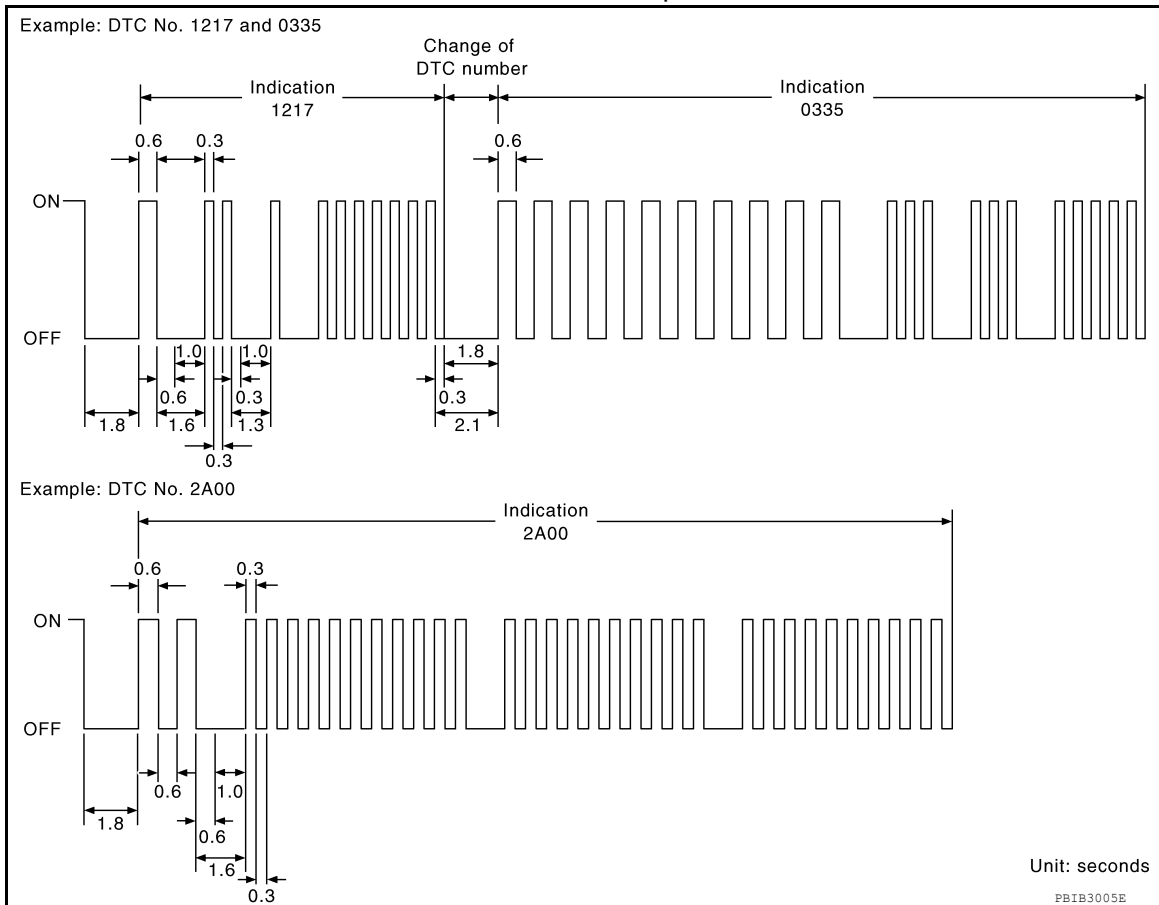 Example: DTC No. 1217 and 0335
Change of
DTC number
Indication
1217
Indication
0335
0.6
0.3
0.6
ON
OFF
1.0
1.0
1.8
0.6
0.3
0.3
1.8
1.6
1.3
2.1
0.3
Example: DTC No. 2A00
Indication
2A00
0.6
0.3
ON
OFF
0.6
1.0
1.8
0.6
1.6
0.3
Unit: seconds
PBIB3005E